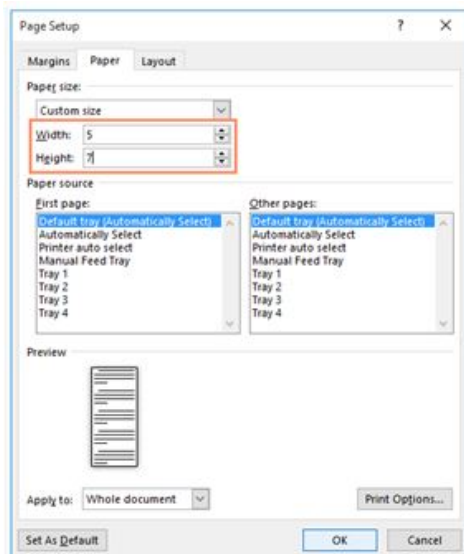 Page Setup ? ×
Margins Paper Layout
Paper size:
Custom size
Width: 5
Height: 7
Paper source
First page: Other pages:
Default tray (Automatically Select) Default tray (Automatically Select)
Automatically Select Automatically Select
Printer auto select Printer auto select
Manual Feed Tray Manual Feed Tray
Tray 1 Tray 1
Tray 2 Tray 2
Tray 3 Tray 3
Tray 4 Tray 4
Preview
Apply to: Whole document Print Options...
Set As Default OK Cancel